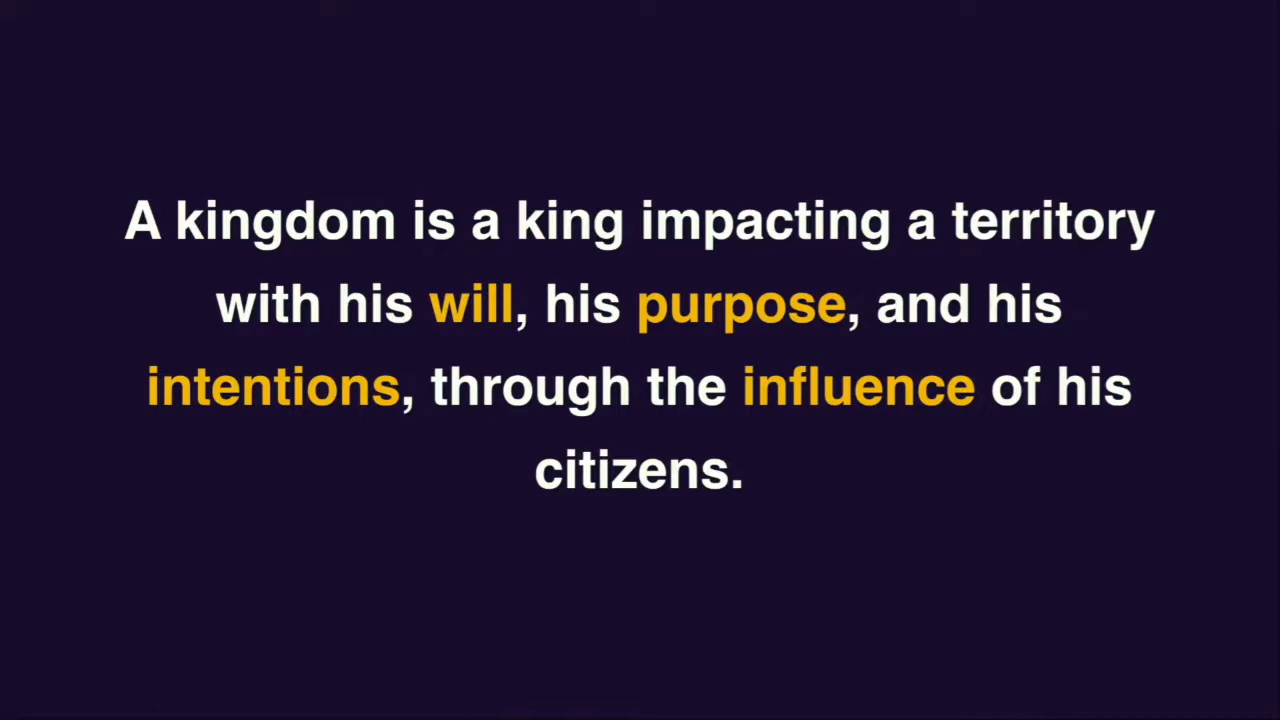 A kingdom is a king impacting a territory
with his will, his purpose, and his
intentions, through the influence of his
citizens.